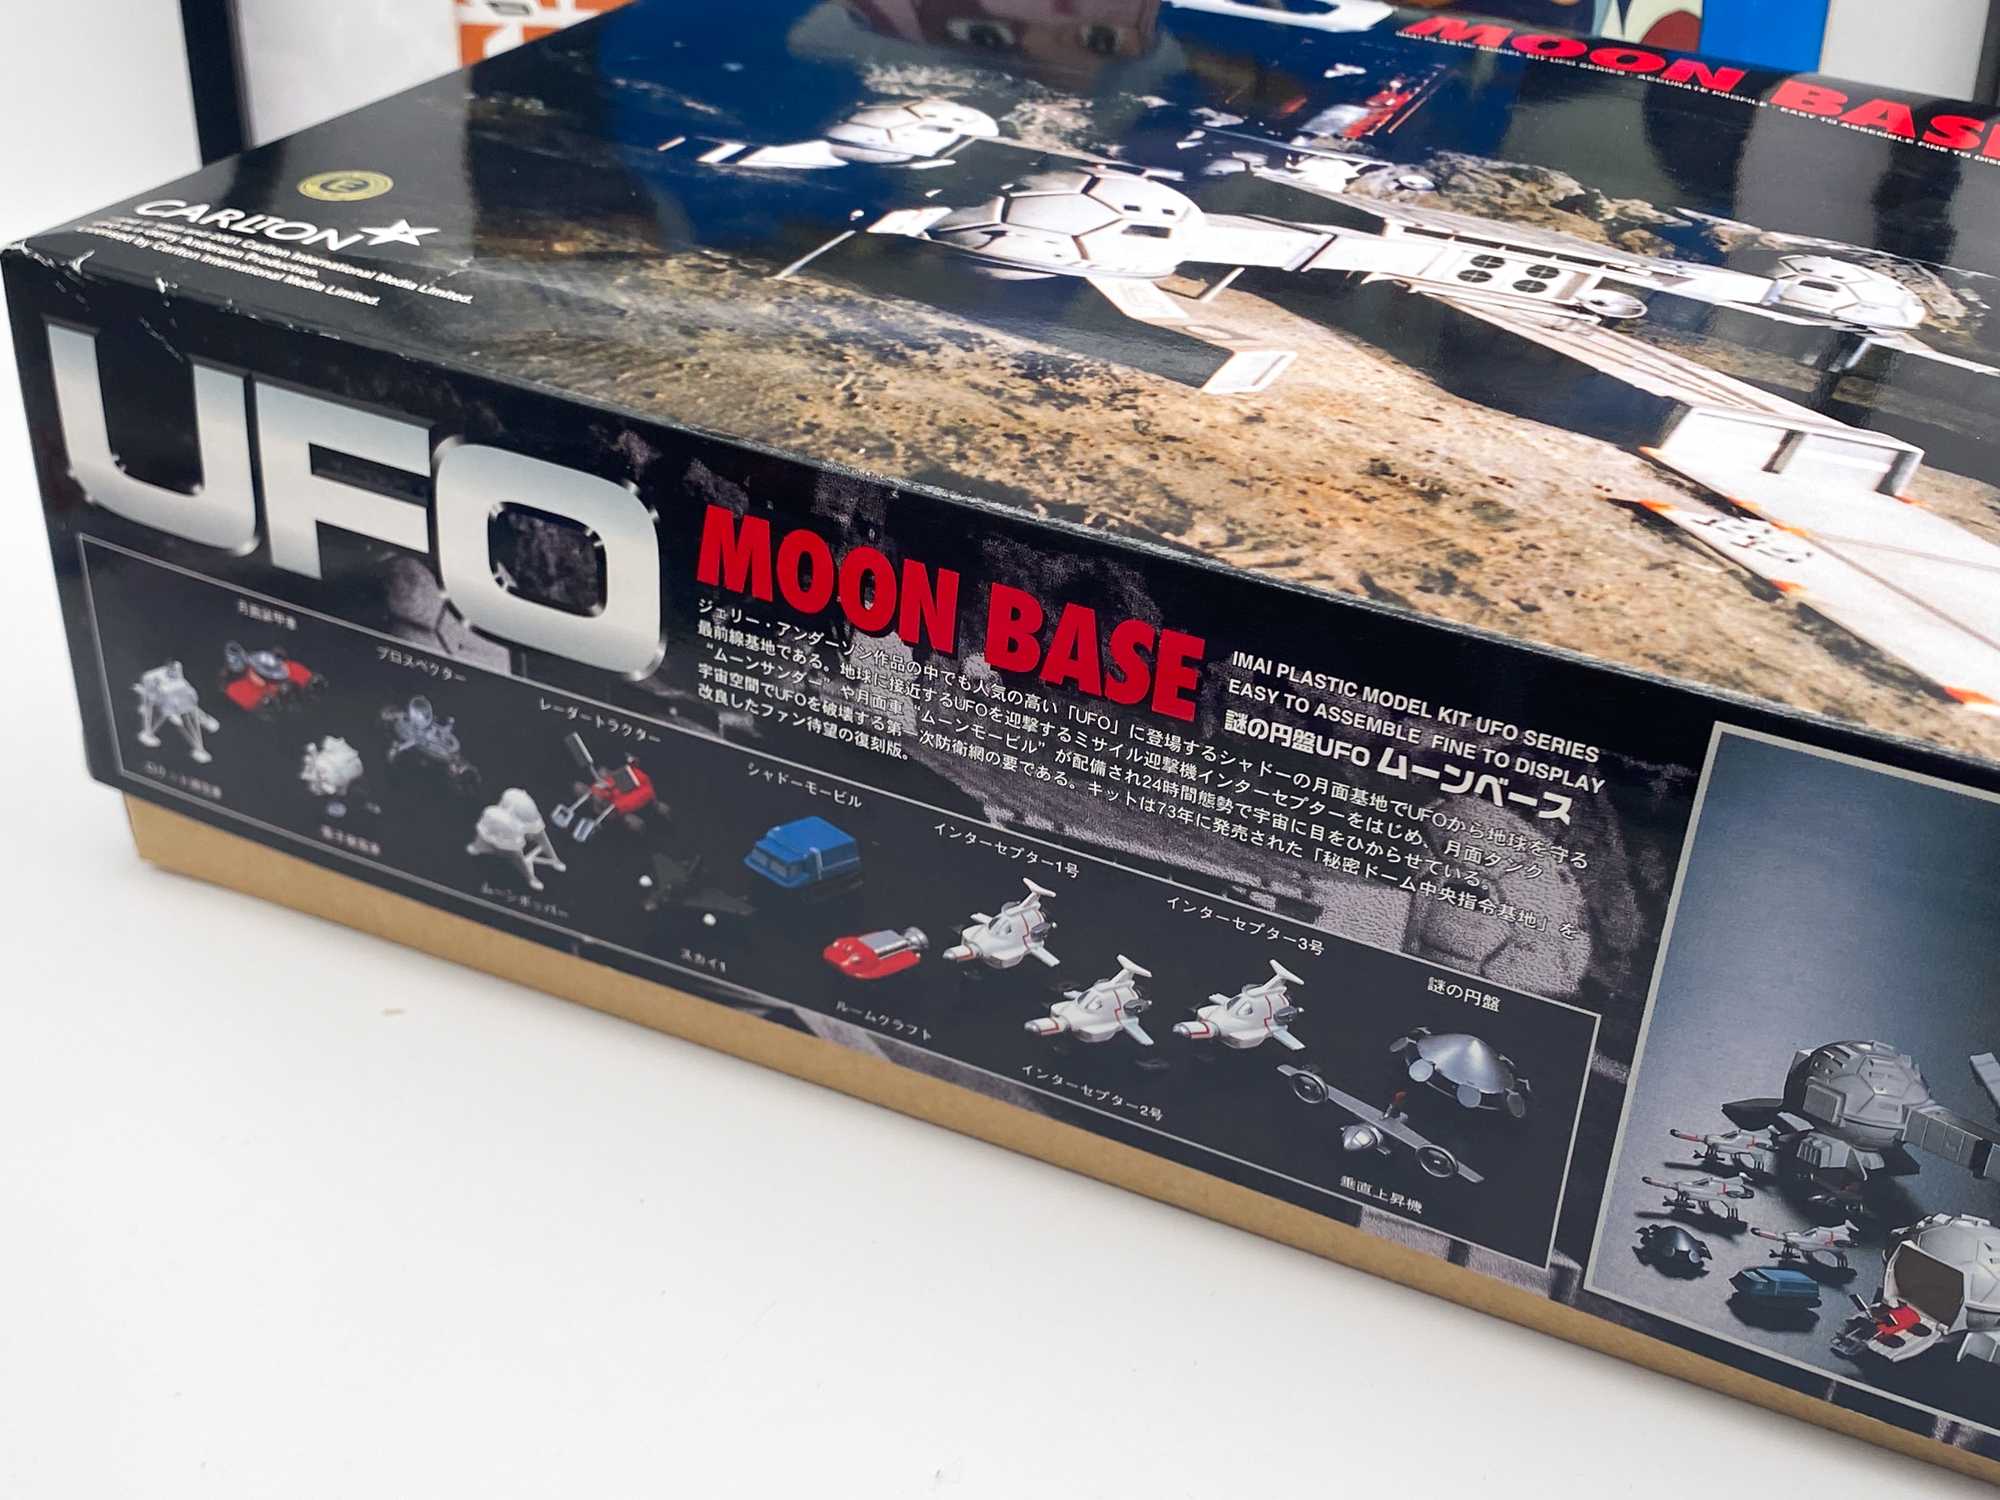 MOON BASE
IMAI PLASTIC MODEL KIT UFO SERIES · ACCURATE PROFILE · EASY TO ASSEMBLE FINE TO
CARLTON
2001 Carlton International Media Limited.
Gerry Anderson Production.
Licensed by Carlton International Media Limited.
UFO
MOON BASE
IMAI PLASTIC MODEL KIT UFO SERIES
EASY TO ASSEMBLE FINE TO DISPLAY
謎の円盤UFO ムーンベース
ジェリー・アンダーソン作品の中でも人気の高い「UFO」に登場するシャドーの月面基地でUFOから地球を守る
最前線基地である。地球に接近するUFOを迎撃するミサイル迎撃機インターセプターをはじめ、月面タンク
“ムーンサンダー”や月面車“ムーンモービル”が配備され24時間態勢で宇宙に目をひからせている。
宇宙空間でUFOを破壊する第一次防衛網の要である。キットは73年に発売された「秘密ドーム中央指令基地」を
改良したファン待望の復刻版。
月面装甲車
プロスペクター
レーダートラクター
シャドーモービル
インターセプター1号
インターセプター3号
謎の円盤
ムーンホッパー
スカイ1
ルームクラフト
インターセプター2号
垂直上昇機